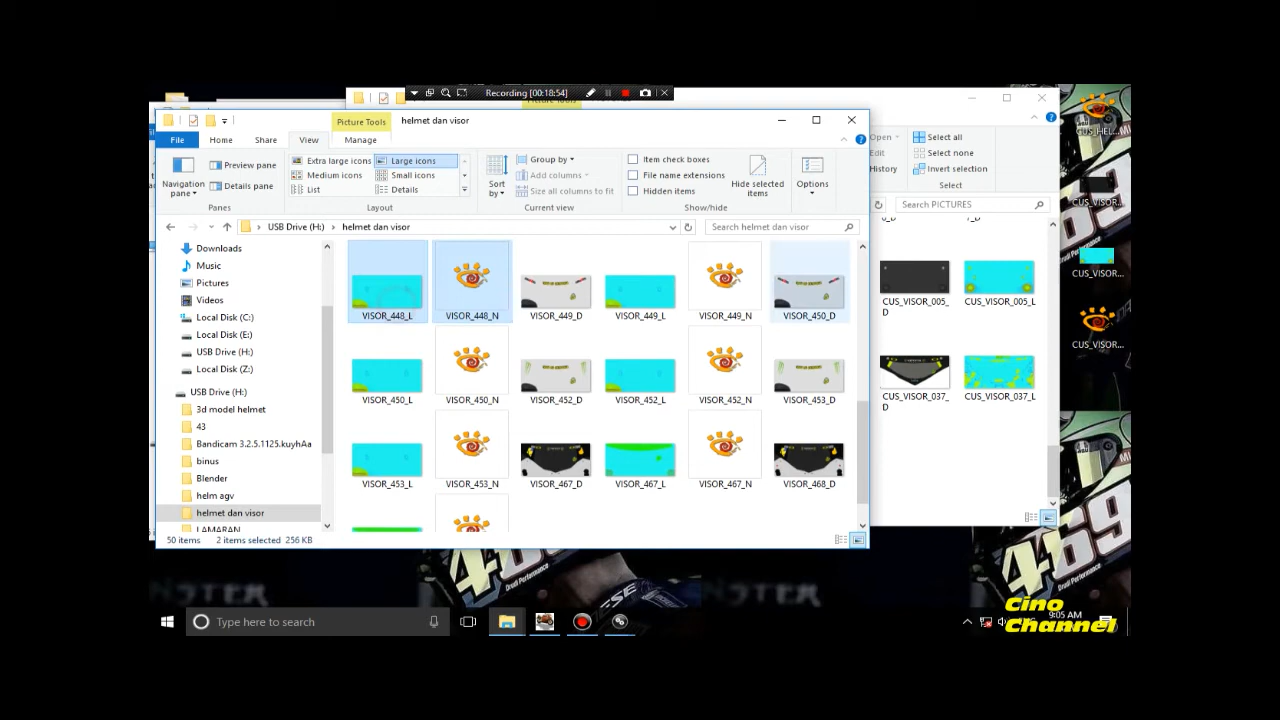 Recording [00:18:54]
Picture Tools
helmet dan visor
File
Home
Share
View
Manage
Navigation pane
Preview pane
Details pane
Panes
Extra large icons
Large icons
Medium icons
Small icons
List
Details
Layout
Sort by
Group by
Add columns
Size all columns to fit
Current view
Item check boxes
File name extensions
Hidden items
Hide selected items
Show/hide
Options
Open
Edit
History
Select all
Select none
Invert selection
Select
USB Drive (H:)
helmet dan visor
Search helmet dan visor
Search PICTURES
Downloads
Music
Pictures
Videos
Local Disk (C:)
Local Disk (E:)
USB Drive (H:)
Local Disk (Z:)
USB Drive (H:)
3d model helmet
43
Bandicam 3.2.5.1125.kuyhAa
binus
Blender
helm agv
helmet dan visor
LAMARAN
VISOR_448_L
VISOR_448_N
VISOR_449_D
VISOR_449_L
VISOR_449_N
VISOR_450_D
VISOR_450_L
VISOR_450_N
VISOR_452_D
VISOR_452_L
VISOR_452_N
VISOR_453_D
VISOR_453_L
VISOR_453_N
VISOR_467_D
VISOR_467_L
VISOR_467_N
VISOR_468_D
CUS_VISOR_005_D
CUS_VISOR_005_L
CUS_VISOR_037_D
CUS_VISOR_037_L
CUS_HEL...
CUS_VISOR...
CUS_VISOR...
CUS_VISOR...
50 items
2 items selected
256 KB
Type here to search
9:05 AM
Cino
Channel
69
Drudi Performance